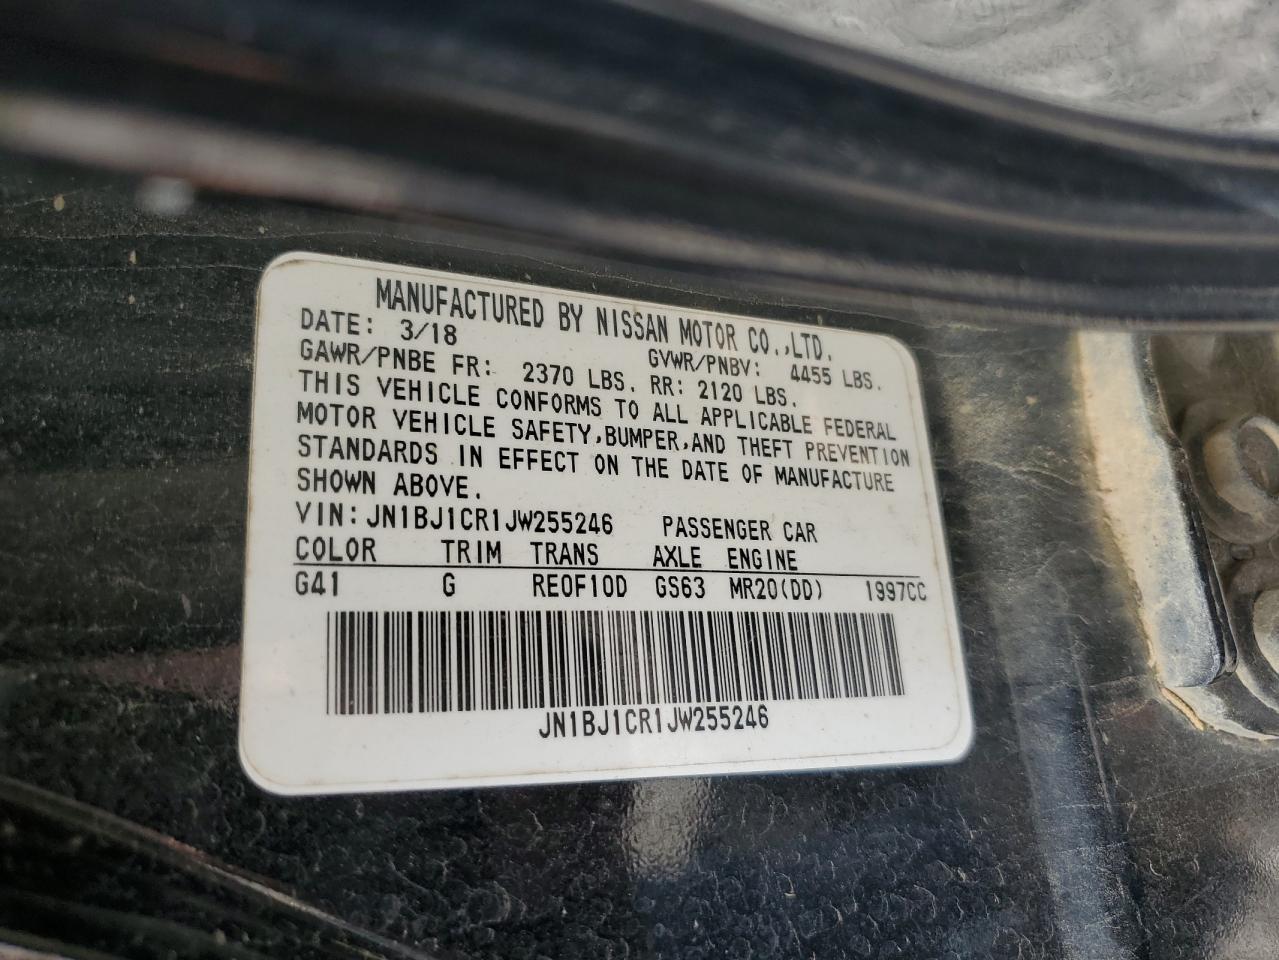 MANUFACTURED BY NISSAN MOTOR CO.,LTD.
DATE: 3/18 GVWR/PNBV: 4455 LBS.
GAWR/PNBE FR: 2370 LBS. RR: 2120 LBS.
THIS VEHICLE CONFORMS TO ALL APPLICABLE FEDERAL
MOTOR VEHICLE SAFETY,BUMPER,AND THEFT PREVENTION
STANDARDS IN EFFECT ON THE DATE OF MANUFACTURE
SHOWN ABOVE.
VIN:JN1BJ1CR1JW255246 PASSENGER CAR
COLOR TRIM TRANS AXLE ENGINE
G41 G RE0F10D GS63 MR20(DD) 1997CC
JN1BJ1CR1JW255246